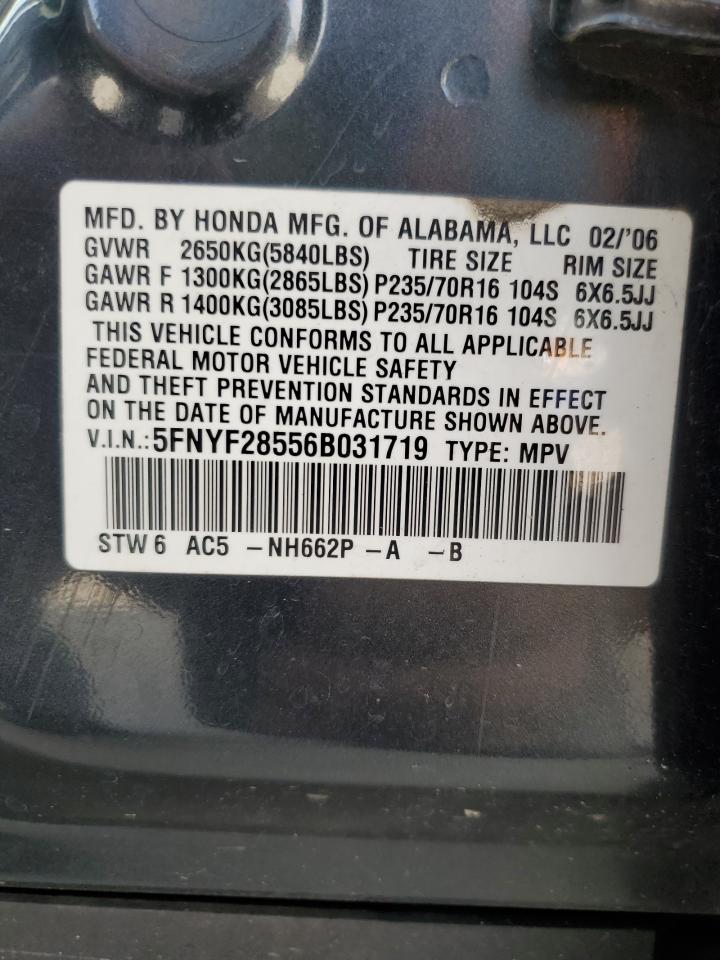 MFD. BY HONDA MFG. OF ALABAMA, LLC 02/'06
GVWR 2650KG(5840LBS) TIRE SIZE RIM SIZE
GAWR F 1300KG(2865LBS) P235/70R16 104S 6X6.5JJ
GAWR R 1400KG(3085LBS) P235/70R16 104S 6X6.5JJ
THIS VEHICLE CONFORMS TO ALL APPLICABLE
FEDERAL MOTOR VEHICLE SAFETY
AND THEFT PREVENTION STANDARDS IN EFFECT
ON THE DATE OF MANUFACTURE SHOWN ABOVE.
V.I.N.: 5FNYF28556B031719 TYPE: MPV
STW6 AC5 -NH662P -A -B